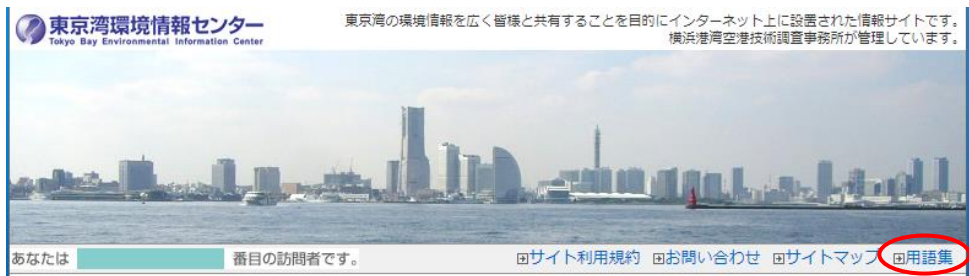 東京湾環境情報センター
Tokyo Bay Environmental Information Center
東京湾の環境情報を広く皆様と共有することを目的にインターネット上に設置された情報サイトです。
横浜港湾空港技術調査事務所が管理しています。
あなたは 番目の訪問者です。
サイト利用規約 お問い合わせ サイトマップ 用語集